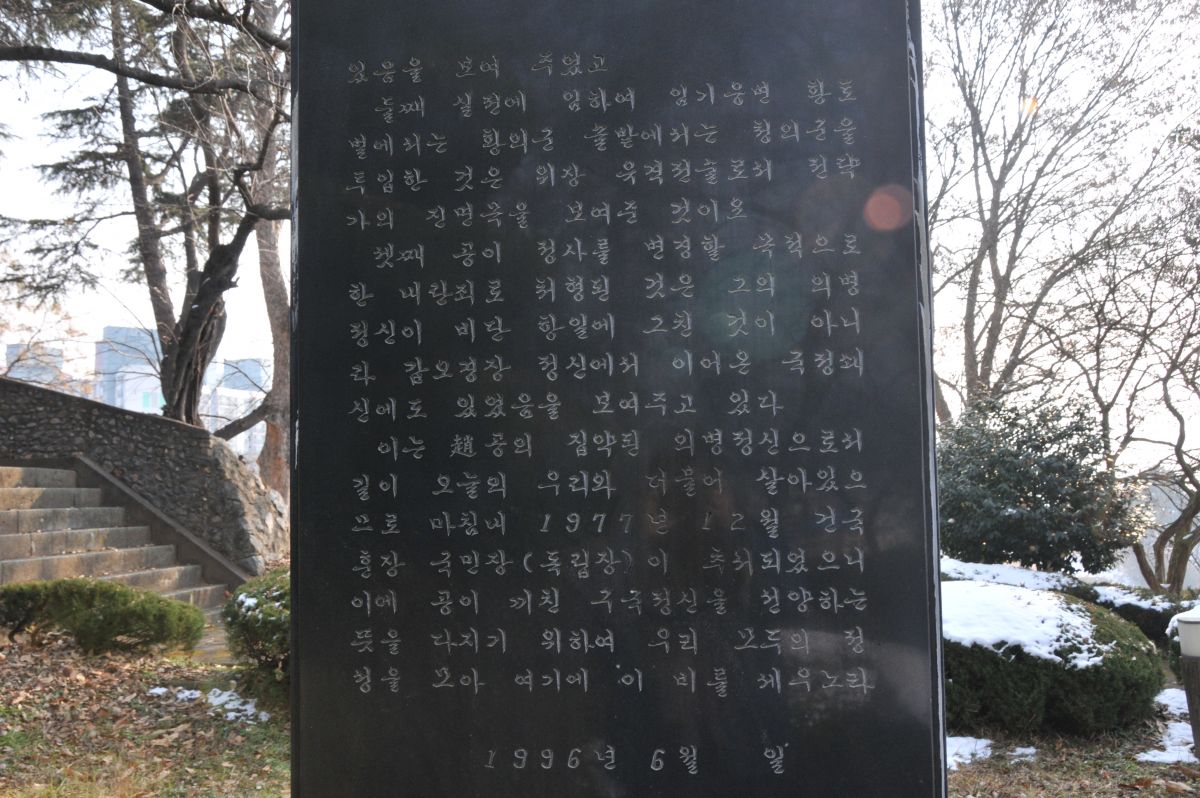 있음을 보여 주었고
둘째 실전에 임하여 임기응변 황토
벌에서는 황의군 풀밭에서는 청의군을
투입한 것은 위장 유격전술로서 전략
가의 진면목을 보여준 것이오
셋째 공이 정사를 변경할 목적으로
한 내란죄로 처형된 것은 그의 의병
정신이 비단 항일에 그친 것이 아니
라 갑오경장 정신에서 이어온 국정쇄
신에도 있었음을 보여주고 있다
이는 趙공의 집약된 의병정신으로서
길이 오늘의 우리와 더불어 살아있으
므로 마침내 1977년 12월 건국
훈장 국민장(독립장)이 추서되었으니
이에 공이 끼친 구국정신을 선양하는
뜻을 다지기 위하여 우리 모두의 정
성을 모아 여기에 이 비를 세우노라
1996년 6월 일